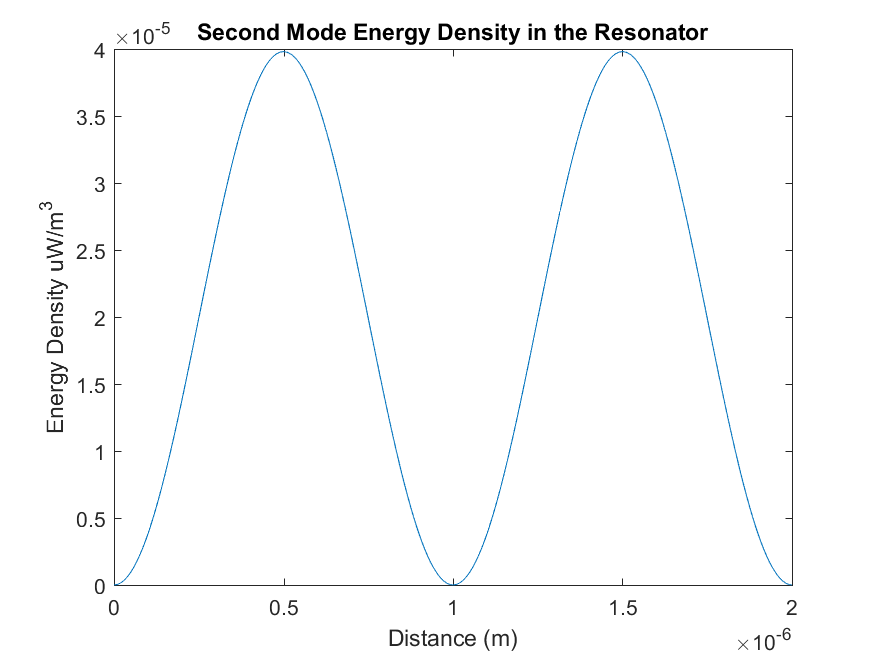 ×10-5
Second Mode Energy Density in the Resonator
4
3.5
3
2.5
2
1.5
1
0.5
0
Energy Density uW/m3
0 0.5 1 1.5 2
Distance (m)
×10-6